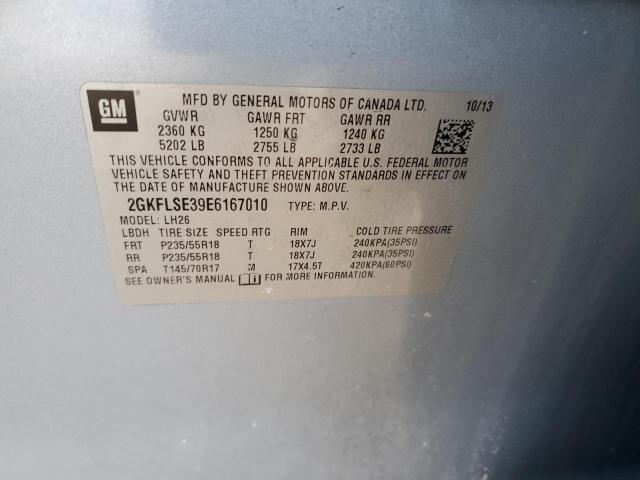 GM
MFD BY GENERAL MOTORS OF CANADA LTD. 10/13
GVWR GAWR FRT GAWR RR
2360 KG 1250 KG 1240 KG
5202 LB 2755 LB 2733 LB
THIS VEHICLE CONFORMS TO ALL APPLICABLE U.S. FEDERAL MOTOR
VEHICLE SAFETY AND THEFT PREVENTION STANDARDS IN EFFECT ON
THE DATE OF MANUFACTURE SHOWN ABOVE.
2GKFLSE39E6167010 TYPE: M.P.V.
MODEL: LH26
LBDH TIRE SIZE SPEED RTG RIM COLD TIRE PRESSURE
FRT P235/55R18 T 18X7J 240KPA(35PSI)
RR P235/55R18 T 18X7J 240KPA(35PSI)
SPA T145/70R17 M 17X4.5T 420KPA(60PSI)
SEE OWNER'S MANUAL FOR MORE INFORMATION.